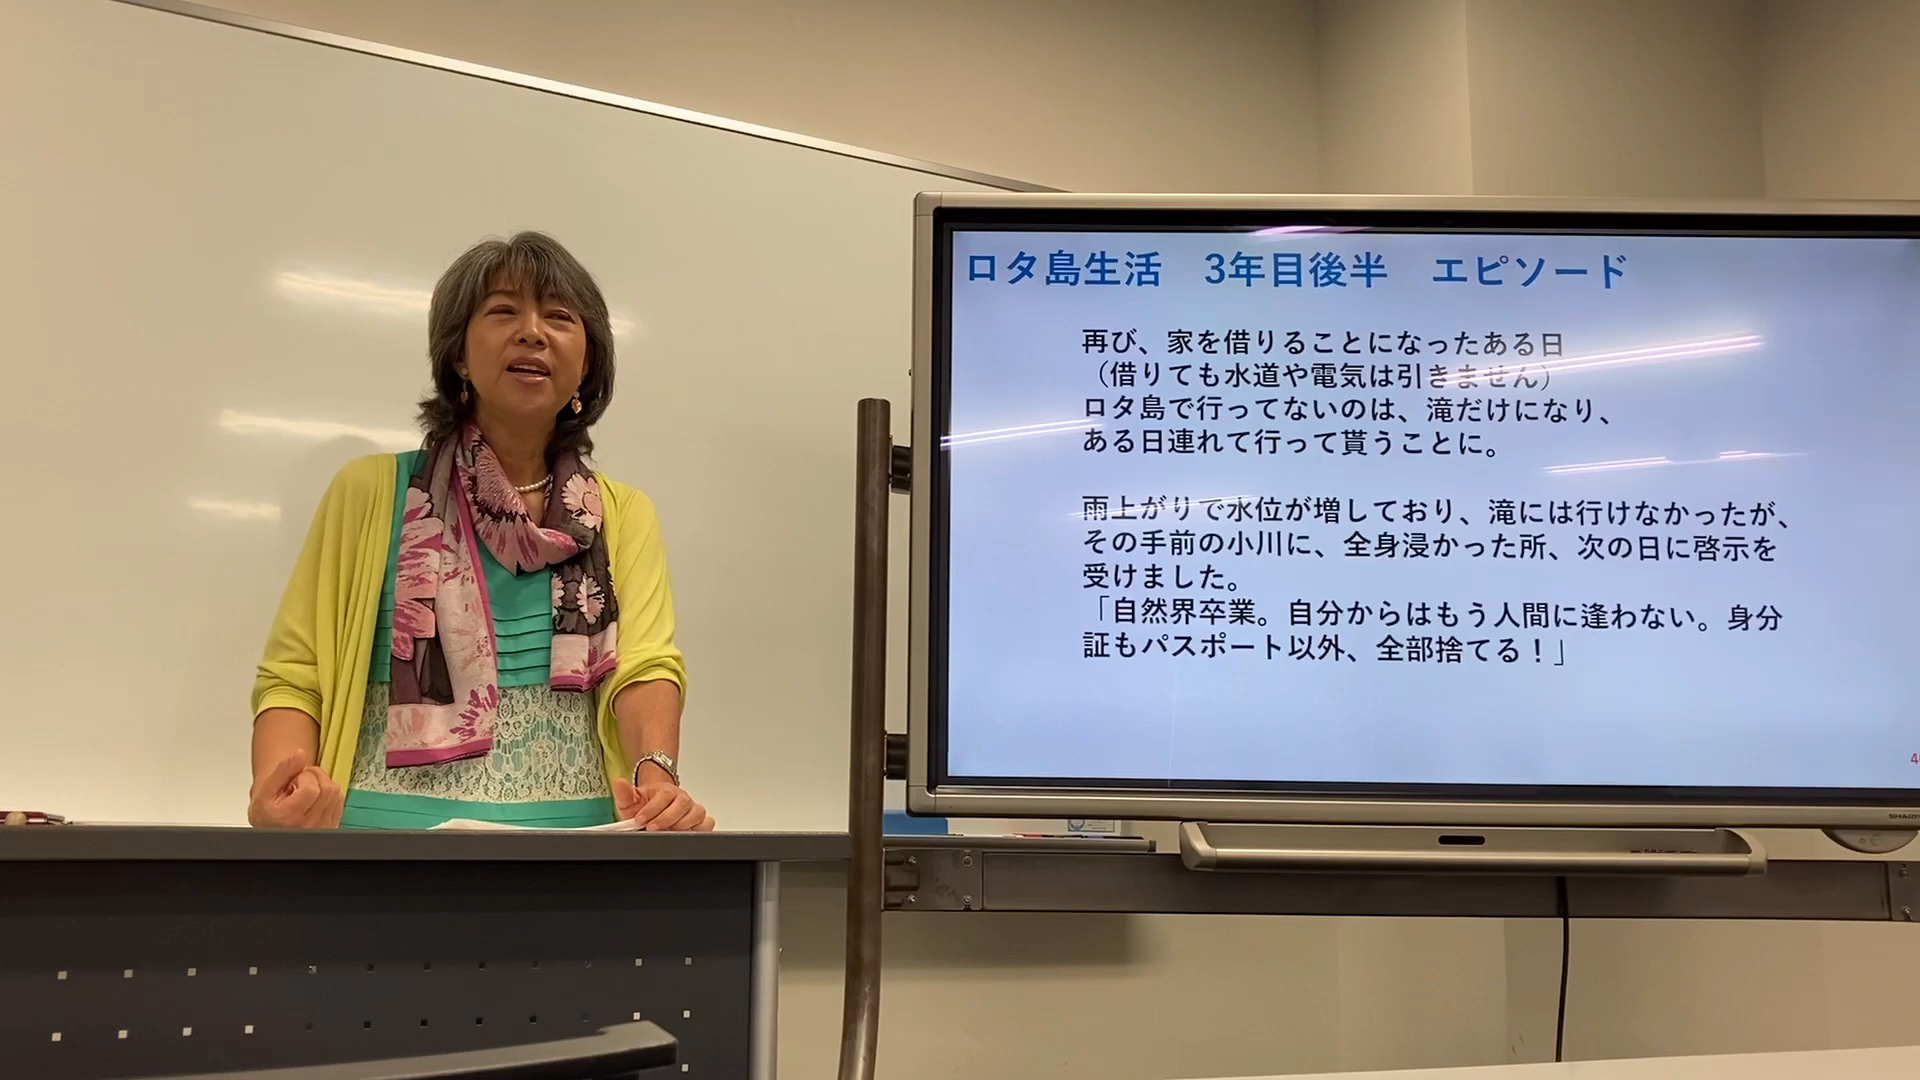 ロタ島生活　3年目後半　エピソード
再び、家を借りることになったある日
（借りても水道や電気は引きません）
ロタ島で行ってないのは、滝だけになり、
ある日連れて行って貰うことに。
雨上がりで水位が増しており、滝には行けなかったが、
その手前の小川に、全身浸かった所、次の日に啓示を
受けました。
「自然界卒業。自分からはもう人間に逢わない。身分
証もパスポート以外、全部捨てる！」
SHARP